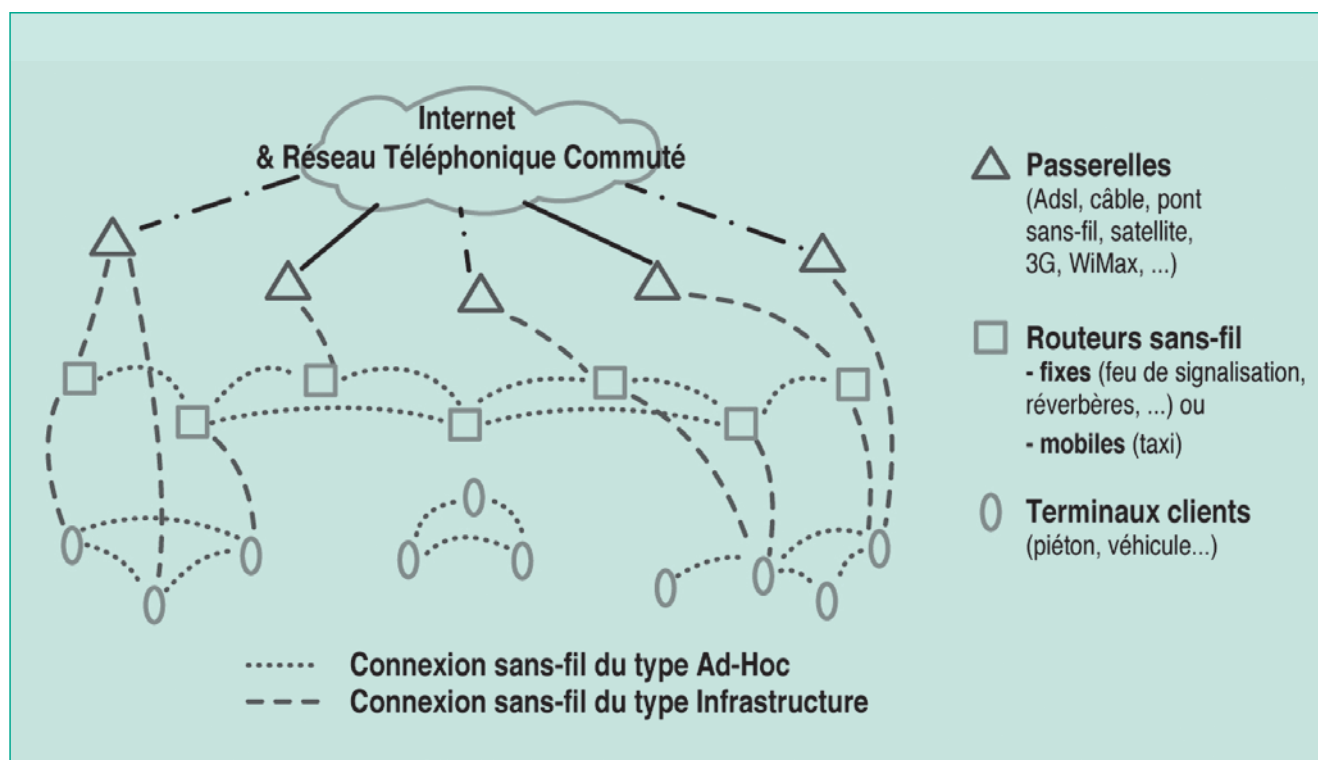 Internet
& Réseau Téléphonique Commuté
Passerelles
(Adsl, câble, pont
sans-fil, satellite,
3G, WiMax, ...)
Routeurs sans-fil
- fixes (feu de signalisation,
réverbères, ...) ou
- mobiles (taxi)
Terminaux clients
(piéton, véhicule...)
Connexion sans-fil du type Ad-Hoc
Connexion sans-fil du type Infrastructure